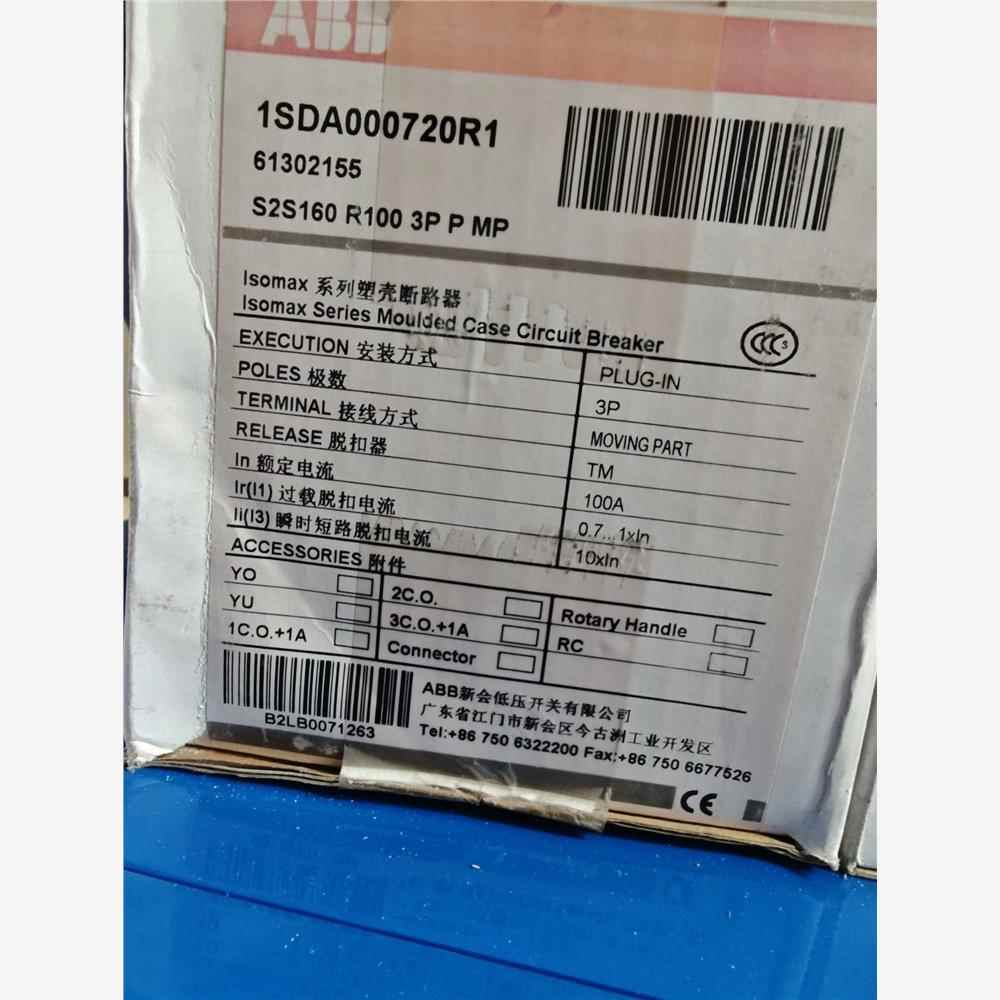 ABB
1SDA000720R1
61302155
S2S160 R100 3P P MP
Isomax 系列塑壳断路器
Isomax Series Moulded Case Circuit Breaker
CCC S
EXECUTION 安装方式 PLUG-IN
POLES 极数 3P
TERMINAL 接线方式 MOVING PART
RELEASE 脱扣器 TM
In 额定电流 100A
Ir(I1) 过载脱扣电流 0.7...1xIn
Ii(I3) 瞬时短路脱扣电流 10xIn
ACCESSORIES 附件
YO 2C.O. Rotary Handle
YU 3C.O.+1A RC
1C.O.+1A Connector
B2LB0071263
ABB新会低压开关有限公司
广东省江门市新会区今古洲工业开发区
Tel:+86 750 6322200 Fax:+86 750 6677526
CE